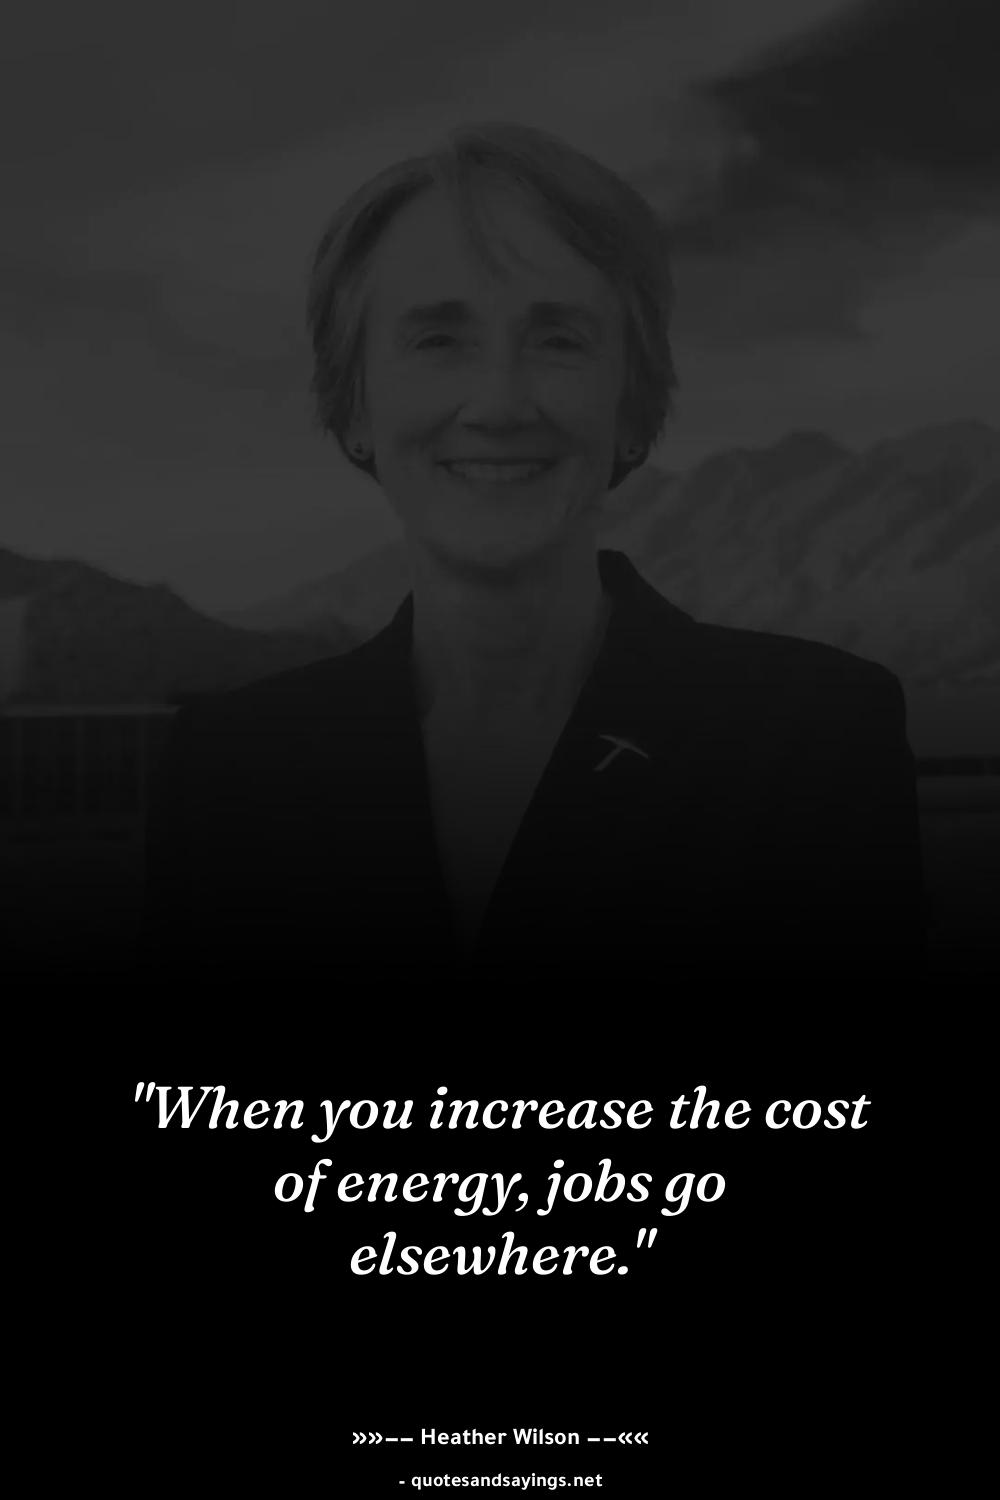 "When you increase the cost
of energy, jobs go
elsewhere."
»»-- Heather Wilson --««
- quotesandsayings.net